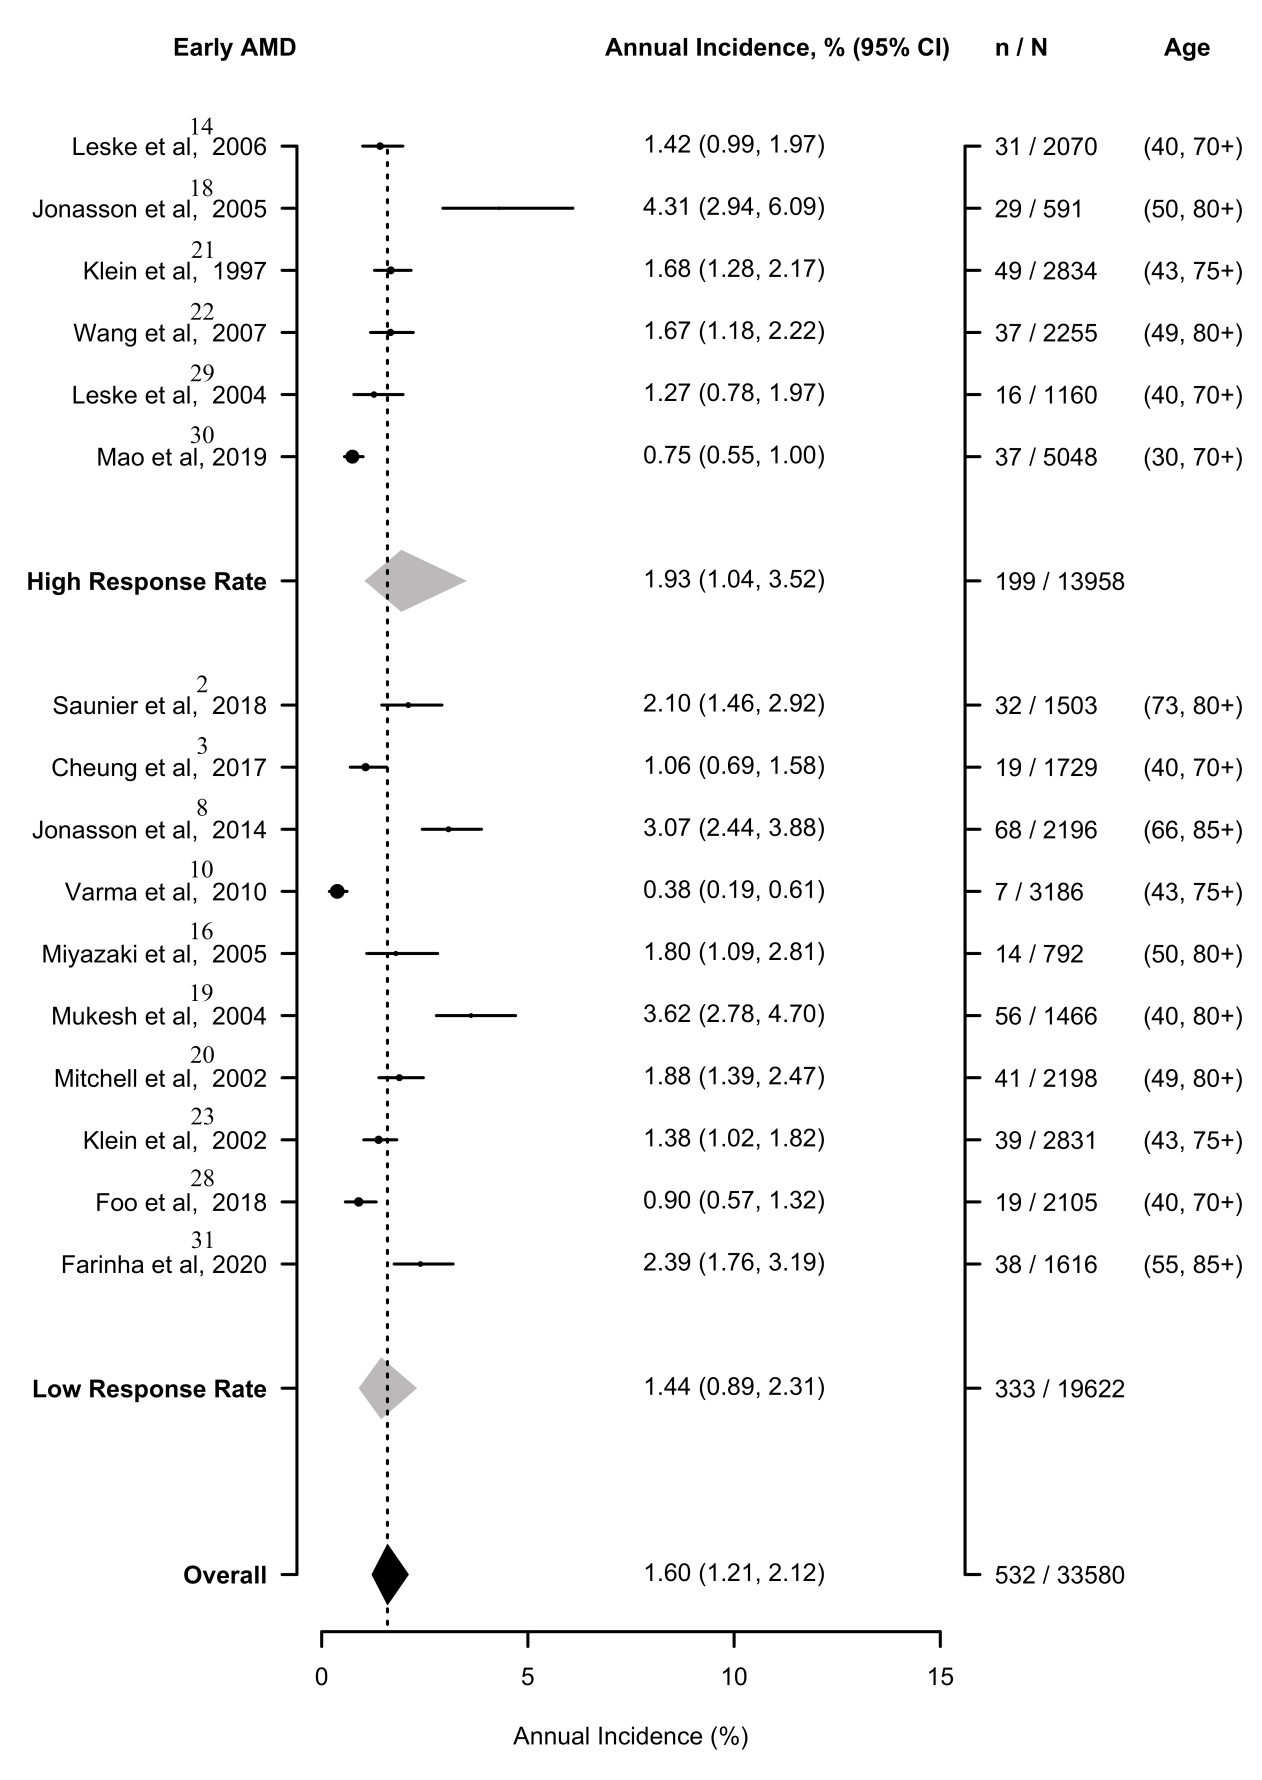 Early AMD Annual Incidence, % (95% CI) n / N Age
Leske et al,14 2006 1.42 (0.99, 1.97) 31 / 2070 (40, 70+)
Jonasson et al,18 2005 4.31 (2.94, 6.09) 29 / 591 (50, 80+)
Klein et al,21 1997 1.68 (1.28, 2.17) 49 / 2834 (43, 75+)
Wang et al,22 2007 1.67 (1.18, 2.22) 37 / 2255 (49, 80+)
Leske et al,29 2004 1.27 (0.78, 1.97) 16 / 1160 (40, 70+)
Mao et al,30 2019 0.75 (0.55, 1.00) 37 / 5048 (30, 70+)
High Response Rate 1.93 (1.04, 3.52) 199 / 13958
Saunier et al,2 2018 2.10 (1.46, 2.92) 32 / 1503 (73, 80+)
Cheung et al,3 2017 1.06 (0.69, 1.58) 19 / 1729 (40, 70+)
Jonasson et al,8 2014 3.07 (2.44, 3.88) 68 / 2196 (66, 85+)
Varma et al,10 2010 0.38 (0.19, 0.61) 7 / 3186 (43, 75+)
Miyazaki et al,16 2005 1.80 (1.09, 2.81) 14 / 792 (50, 80+)
Mukesh et al,19 2004 3.62 (2.78, 4.70) 56 / 1466 (40, 80+)
Mitchell et al,20 2002 1.88 (1.39, 2.47) 41 / 2198 (49, 80+)
Klein et al,23 2002 1.38 (1.02, 1.82) 39 / 2831 (43, 75+)
Foo et al,28 2018 0.90 (0.57, 1.32) 19 / 2105 (40, 70+)
Farinha et al,31 2020 2.39 (1.76, 3.19) 38 / 1616 (55, 85+)
Low Response Rate 1.44 (0.89, 2.31) 333 / 19622
Overall 1.60 (1.21, 2.12) 532 / 33580
0 5 10 15
Annual Incidence (%)